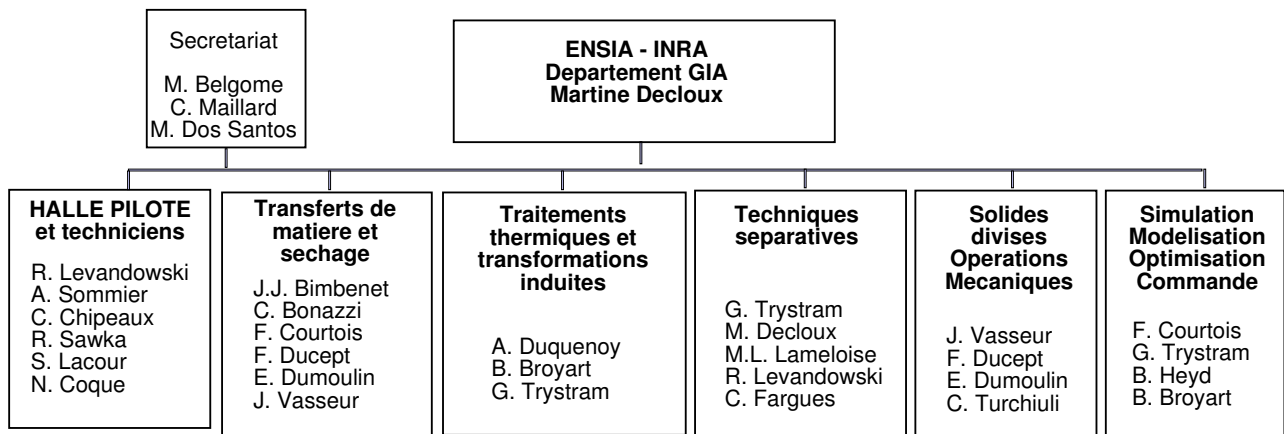 Secretariat
M. Belgome
C. Maillard
M. Dos Santos
ENSIA - INRA
Departement GIA
Martine Decloux
HALLE PILOTE
et techniciens
R. Levandowski
A. Sommier
C. Chipeaux
R. Sawka
S. Lacour
N. Coque
Transferts de
matiere et
sechage
J.J. Bimbenet
C. Bonazzi
F. Courtois
F. Ducept
E. Dumoulin
J. Vasseur
Traitements
thermiques et
transformations
induites
A. Duquenoy
B. Broyart
G. Trystram
Techniques
separatives
G. Trystram
M. Decloux
M.L. Lameloise
R. Levandowski
C. Fargues
Solides
divises
Operations
Mecaniques
J. Vasseur
F. Ducept
E. Dumoulin
C. Turchiuli
Simulation
Modelisation
Optimisation
Commande
F. Courtois
G. Trystram
B. Heyd
B. Broyart